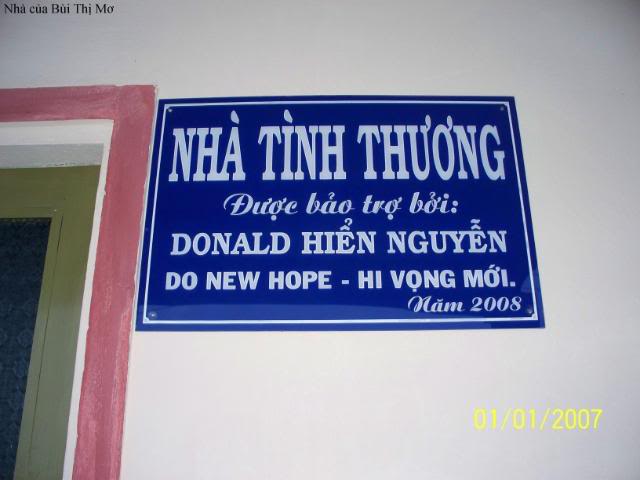 Nhà của Bùi Thị Mơ
NHÀ TÌNH THƯƠNG
Được bảo trợ bởi:
DONALD HIỂN NGUYỄN
DO NEW HOPE - HI VỌNG MỚI.
Năm 2008
01/01/2007